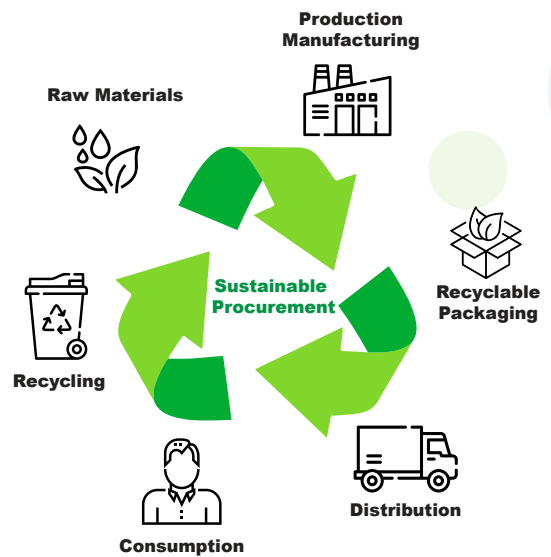 Production
Manufacturing
Raw Materials
Sustainable
Procurement
Recyclable
Packaging
Recycling
Distribution
Consumption